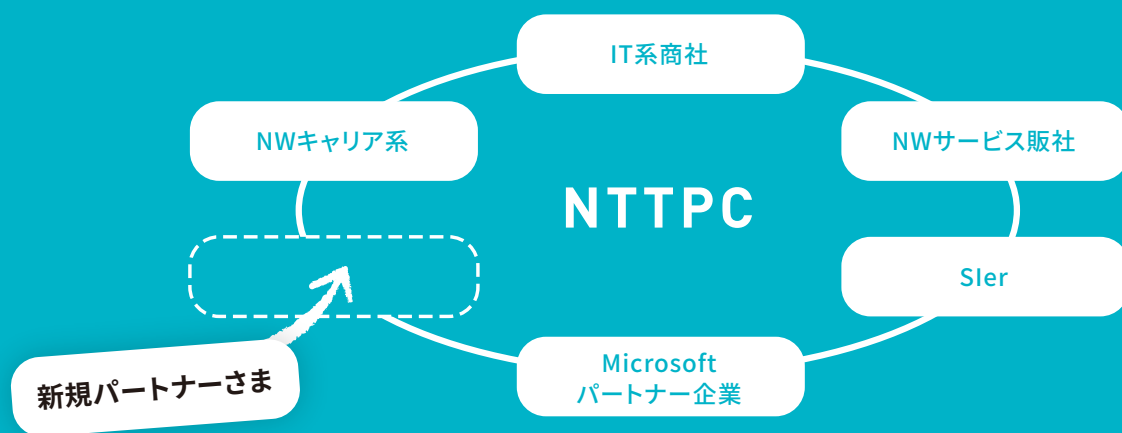 IT系商社
NWキャリア系
NWサービス販社
NTTPC
SIer
Microsoft
パートナー企業
新規パートナーさま